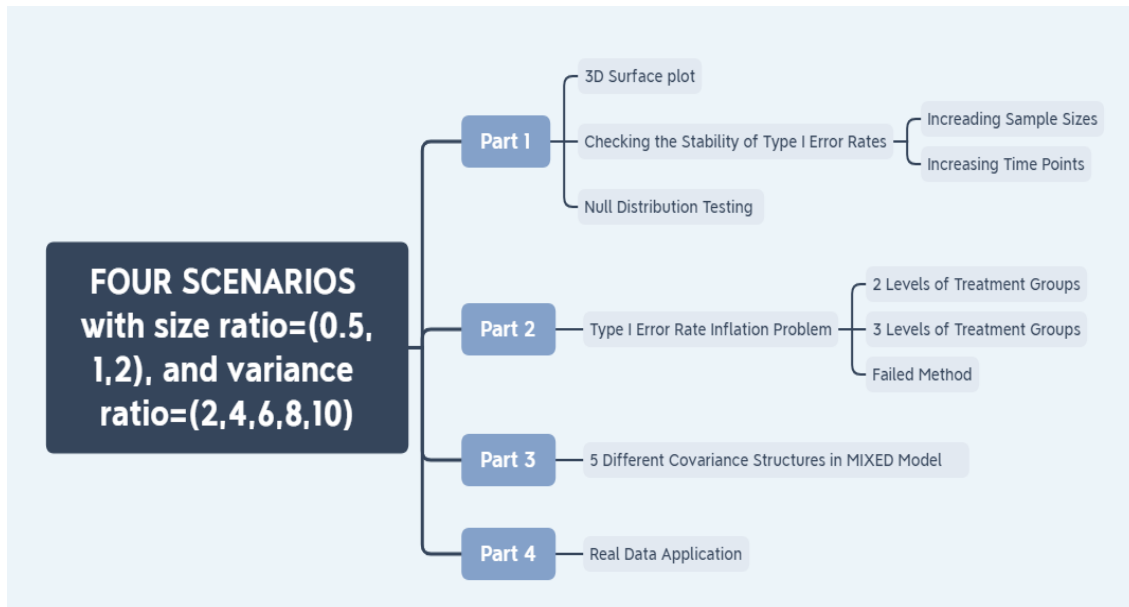 FOUR SCENARIOS
with size ratio=(0.5,
1,2), and variance
ratio=(2,4,6,8,10)
Part 1
3D Surface plot
Checking the Stability of Type I Error Rates
Increading Sample Sizes
Increasing Time Points
Null Distribution Testing
Part 2
Type I Error Rate Inflation Problem
2 Levels of Treatment Groups
3 Levels of Treatment Groups
Failed Method
Part 3
5 Different Covariance Structures in MIXED Model
Part 4
Real Data Application